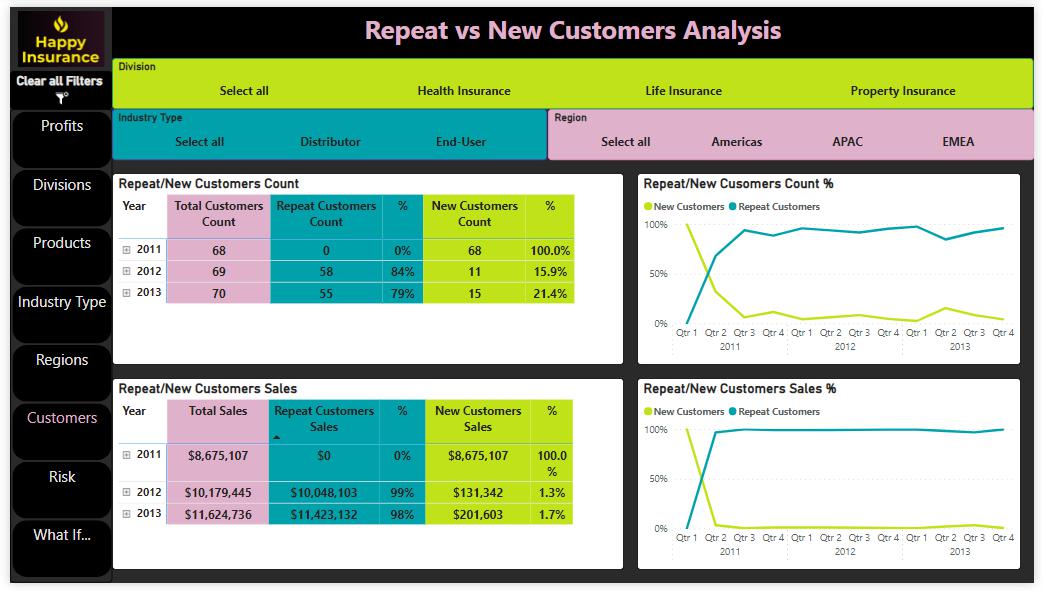 Happy
Insurance
Repeat vs New Customers Analysis
Clear all Filters
Division
Select all Health Insurance Life Insurance Property Insurance
Industry Type
Select all Distributor End-User
Region
Select all Americas APAC EMEA
Profits
Divisions
Products
Industry Type
Regions
Customers
Risk
What If...
Repeat/New Customers Count
Year Total Customers Count Repeat Customers Count % New Customers Count %
2011 68 0 0% 68 100.0%
2012 69 58 84% 11 15.9%
2013 70 55 79% 15 21.4%
Repeat/New Cusomers Count %
New Customers Repeat Customers
100%
50%
0%
Qtr 1 Qtr 2 Qtr 3 Qtr 4 Qtr 1 Qtr 2 Qtr 3 Qtr 4 Qtr 1 Qtr 2 Qtr 3 Qtr 4
2011 2012 2013
Repeat/New Customers Sales
Year Total Sales Repeat Customers Sales % New Customers Sales %
2011 $8,675,107 $0 0% $8,675,107 100.0%
2012 $10,179,445 $10,048,103 99% $131,342 1.3%
2013 $11,624,736 $11,423,132 98% $201,603 1.7%
Repeat/New Customers Sales %
New Customers Repeat Customers
100%
50%
0%
Qtr 1 Qtr 2 Qtr 3 Qtr 4 Qtr 1 Qtr 2 Qtr 3 Qtr 4 Qtr 1 Qtr 2 Qtr 3 Qtr 4
2011 2012 2013